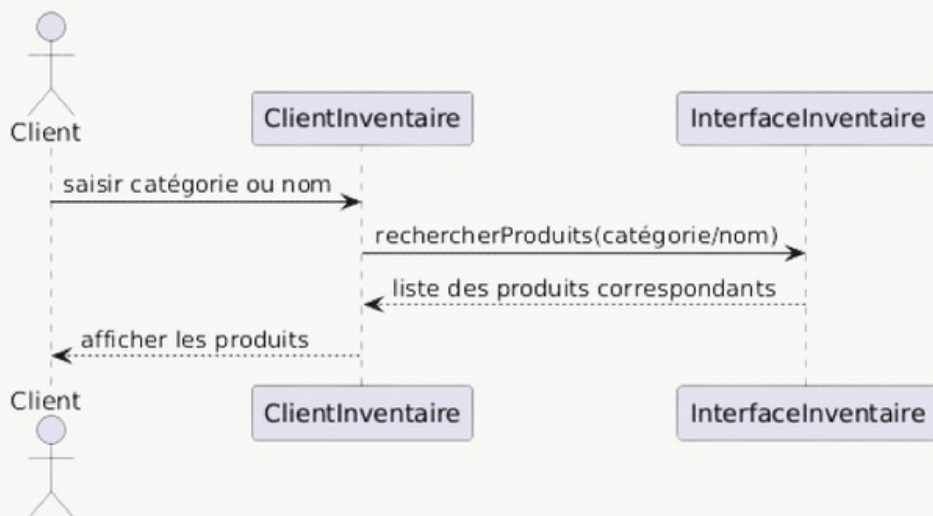 Client
ClientInventaire
InterfaceInventaire
saisir catégorie ou nom
rechercherProduits(catégorie/nom)
liste des produits correspondants
afficher les produits
Client
ClientInventaire
InterfaceInventaire